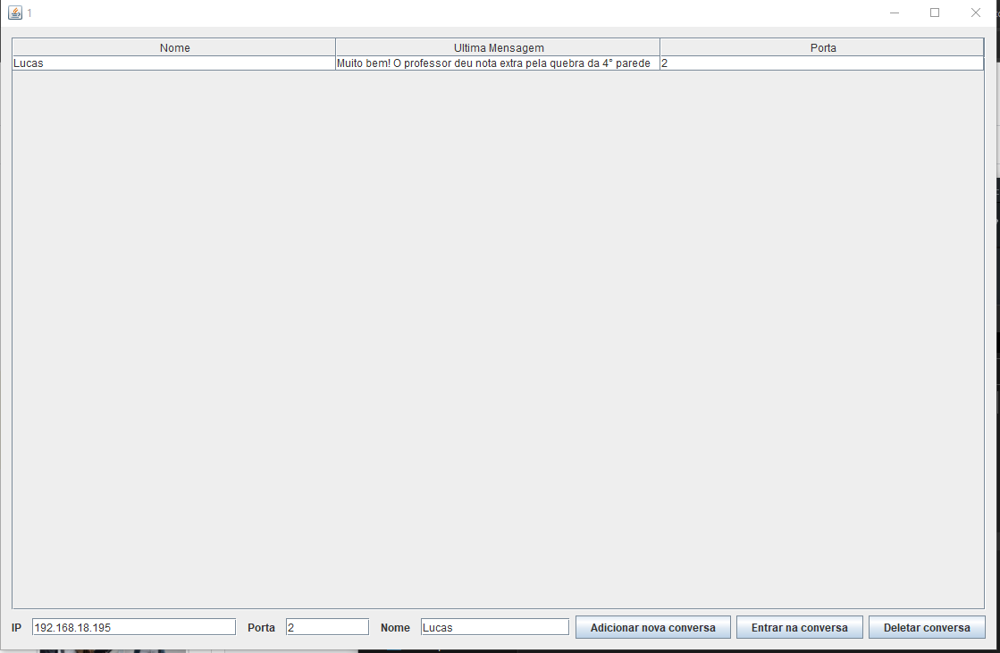 1
Nome Ultima Mensagem Porta
Lucas Muito bem! O professor deu nota extra pela quebra da 4° parede 2
IP 192.168.18.195 Porta 2 Nome Lucas Adicionar nova conversa Entrar na conversa Deletar conversa